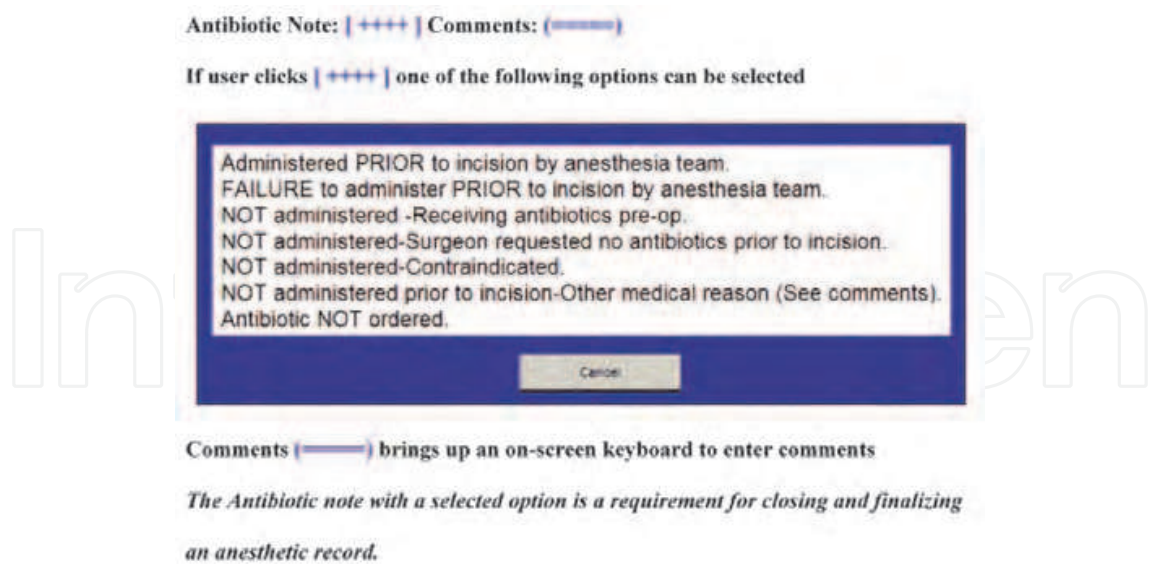 Antibiotic Note: [ ++++ ] Comments: (=====)
If user clicks [ ++++ ] one of the following options can be selected
Administered PRIOR to incision by anesthesia team.
FAILURE to administer PRIOR to incision by anesthesia team.
NOT administered -Receiving antibiotics pre-op.
NOT administered-Surgeon requested no antibiotics prior to incision.
NOT administered-Contraindicated.
NOT administered prior to incision-Other medical reason (See comments).
Antibiotic NOT ordered.
Cancel
Comments (=====) brings up an on-screen keyboard to enter comments
The Antibiotic note with a selected option is a requirement for closing and finalizing
an anesthetic record.